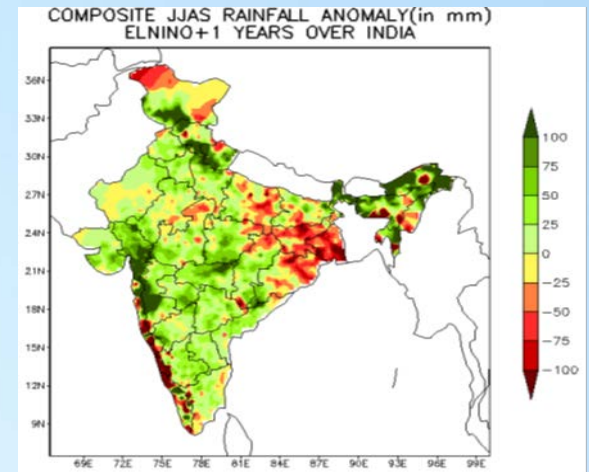 COMPOSITE JJAS RAINFALL ANOMALY(in mm)
ELNINO+1 YEARS OVER INDIA
36N
33N
30N
27N
24N
21N
18N
15N
12N
9N
69E 72E 75E 78E 81E 84E 87E 90E 93E 96E 99E
100
75
50
25
0
−25
−50
−75
−100